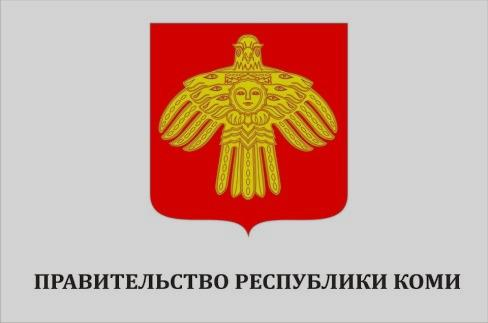 ПРАВИТЕЛЬСТВО РЕСПУБЛИКИ КОМИ